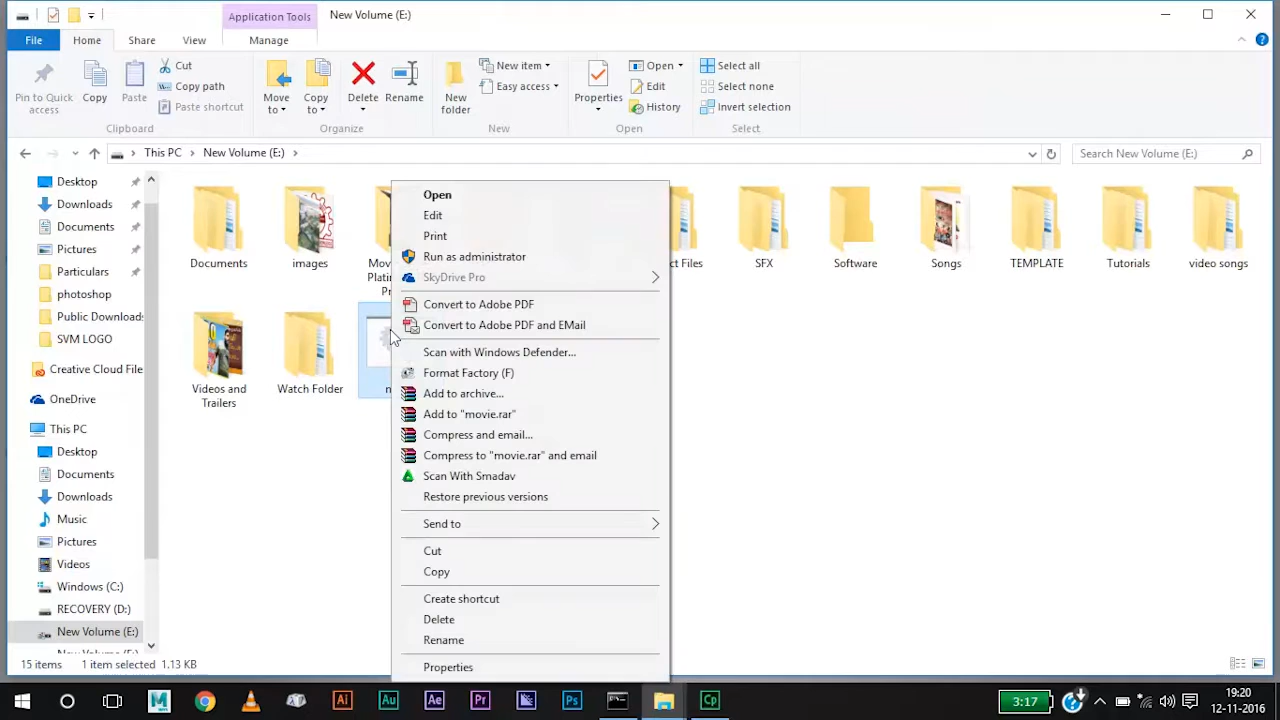 Application Tools
New Volume (E:)
File
Home
Share
View
Manage
Pin to Quick access
Copy
Paste
Cut
Copy path
Paste shortcut
Clipboard
Move to
Copy to
Delete
Rename
Organize
New folder
New item
Easy access
New
Properties
Open
Edit
History
Open
Select all
Select none
Invert selection
Select
This PC > New Volume (E:) >
Search New Volume (E:)
Desktop
Downloads
Documents
Pictures
Particulars
photoshop
Public Downloads
SVM LOGO
Creative Cloud File
OneDrive
This PC
Desktop
Downloads
Documents
Music
Pictures
Videos
Windows (C:)
RECOVERY (D:)
New Volume (E:)
Documents
images
SFX
Software
Songs
TEMPLATE
Tutorials
video songs
Videos and Trailers
Watch Folder
Open
Edit
Print
Run as administrator
SkyDrive Pro
Convert to Adobe PDF
Convert to Adobe PDF and EMail
Scan with Windows Defender...
Format Factory (F)
Add to archive...
Add to "movie.rar"
Compress and email...
Compress to "movie.rar" and email
Scan With Smadav
Restore previous versions
Send to
Cut
Copy
Create shortcut
Delete
Rename
Properties
15 items
1 item selected 1.13 KB
Ai
Au
Ae
Pr
Ps
Cp
3:17
19:20
12-11-2016